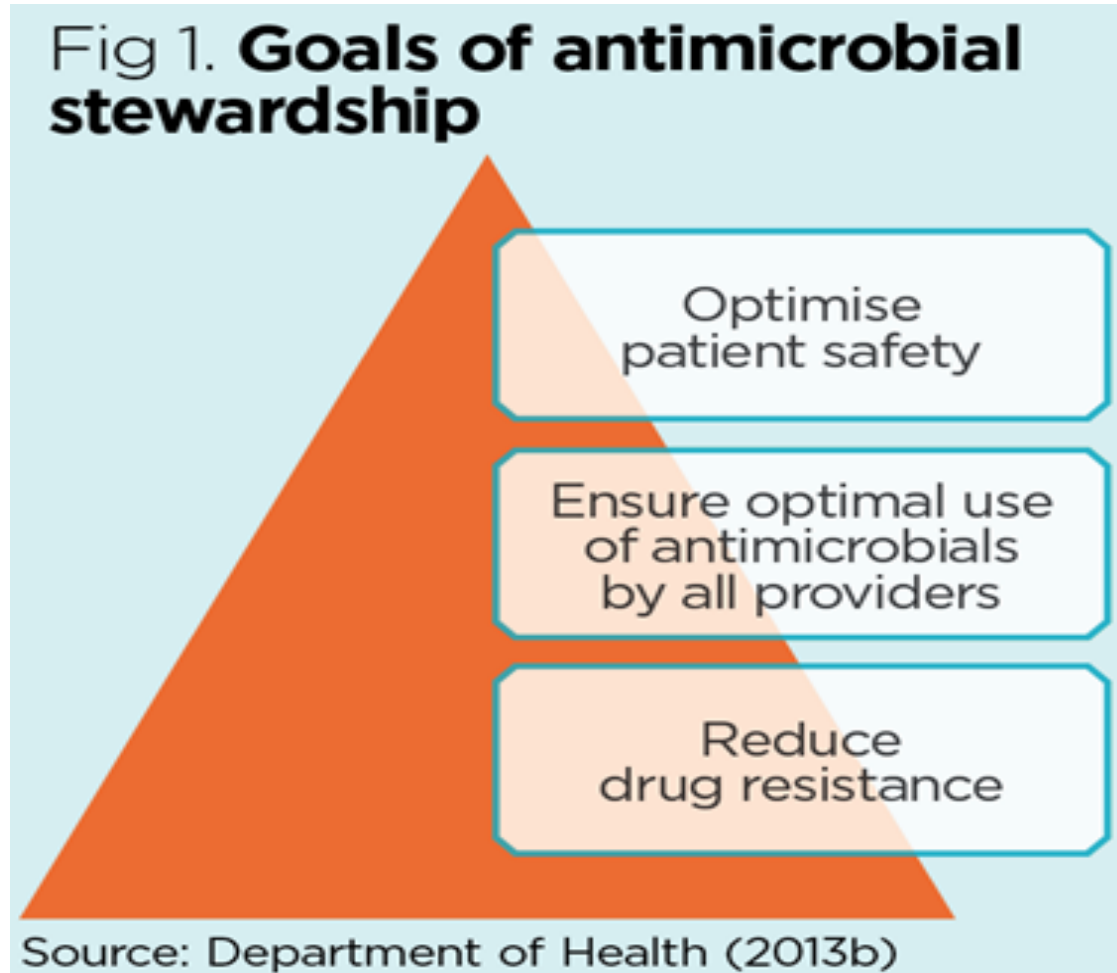 Fig 1. Goals of antimicrobial
stewardship
Optimise
patient safety
Ensure optimal use
of antimicrobials
by all providers
Reduce
drug resistance
Source: Department of Health (2013b)